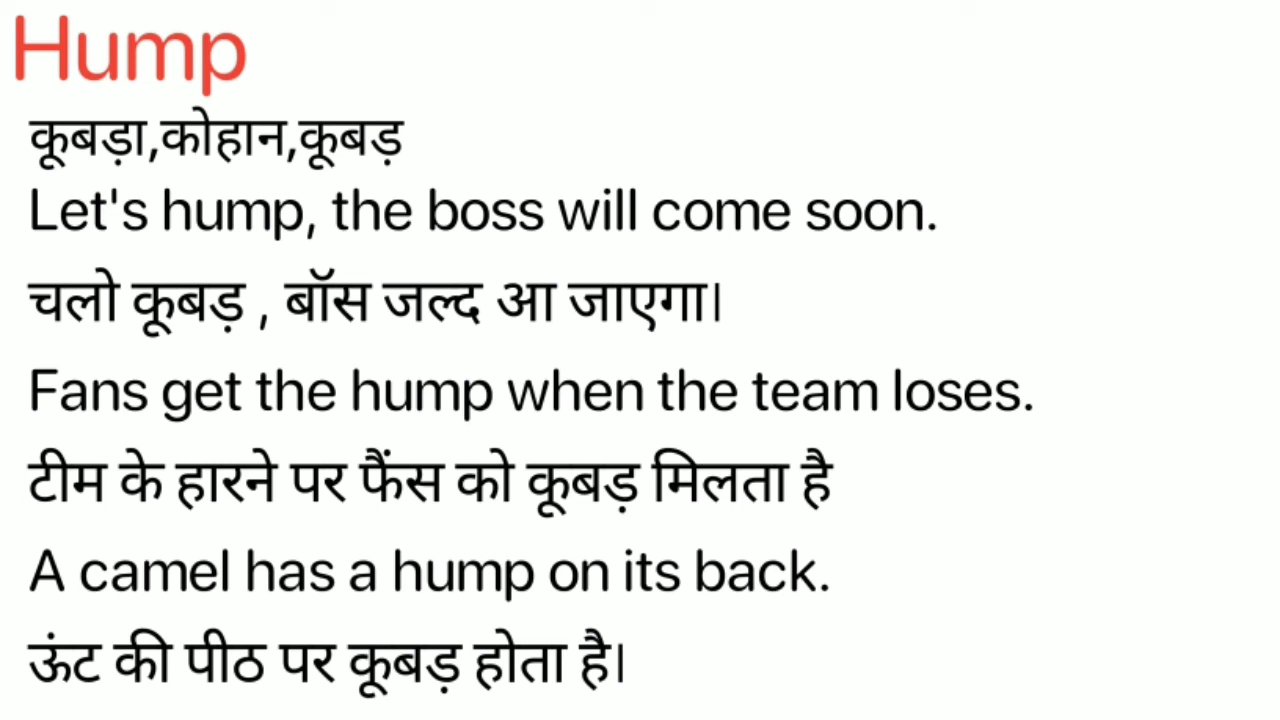 Hump
कूबड़ा,कोहान,कूबड़
Let's hump, the boss will come soon.
चलो कूबड़ , बॉस जल्द आ जाएगा।
Fans get the hump when the team loses.
टीम के हारने पर फैंस को कूबड़ मिलता है
A camel has a hump on its back.
ऊंट की पीठ पर कूबड़ होता है।